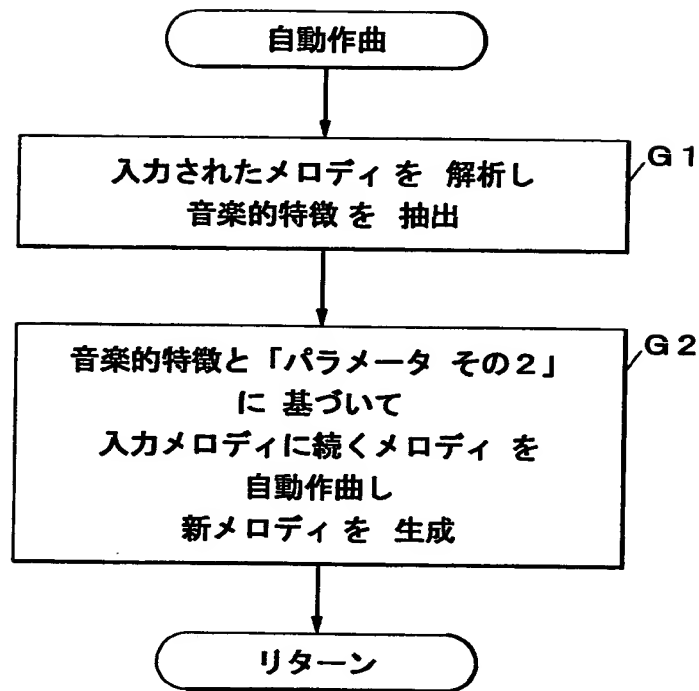 自動作曲
入力されたメロディ を 解析し
音楽的特徴 を 抽出
G1
音楽的特徴と「パラメータ その2」
に 基づいて
入力メロディに続くメロディ を
自動作曲し
新メロディ を 生成
G2
リターン